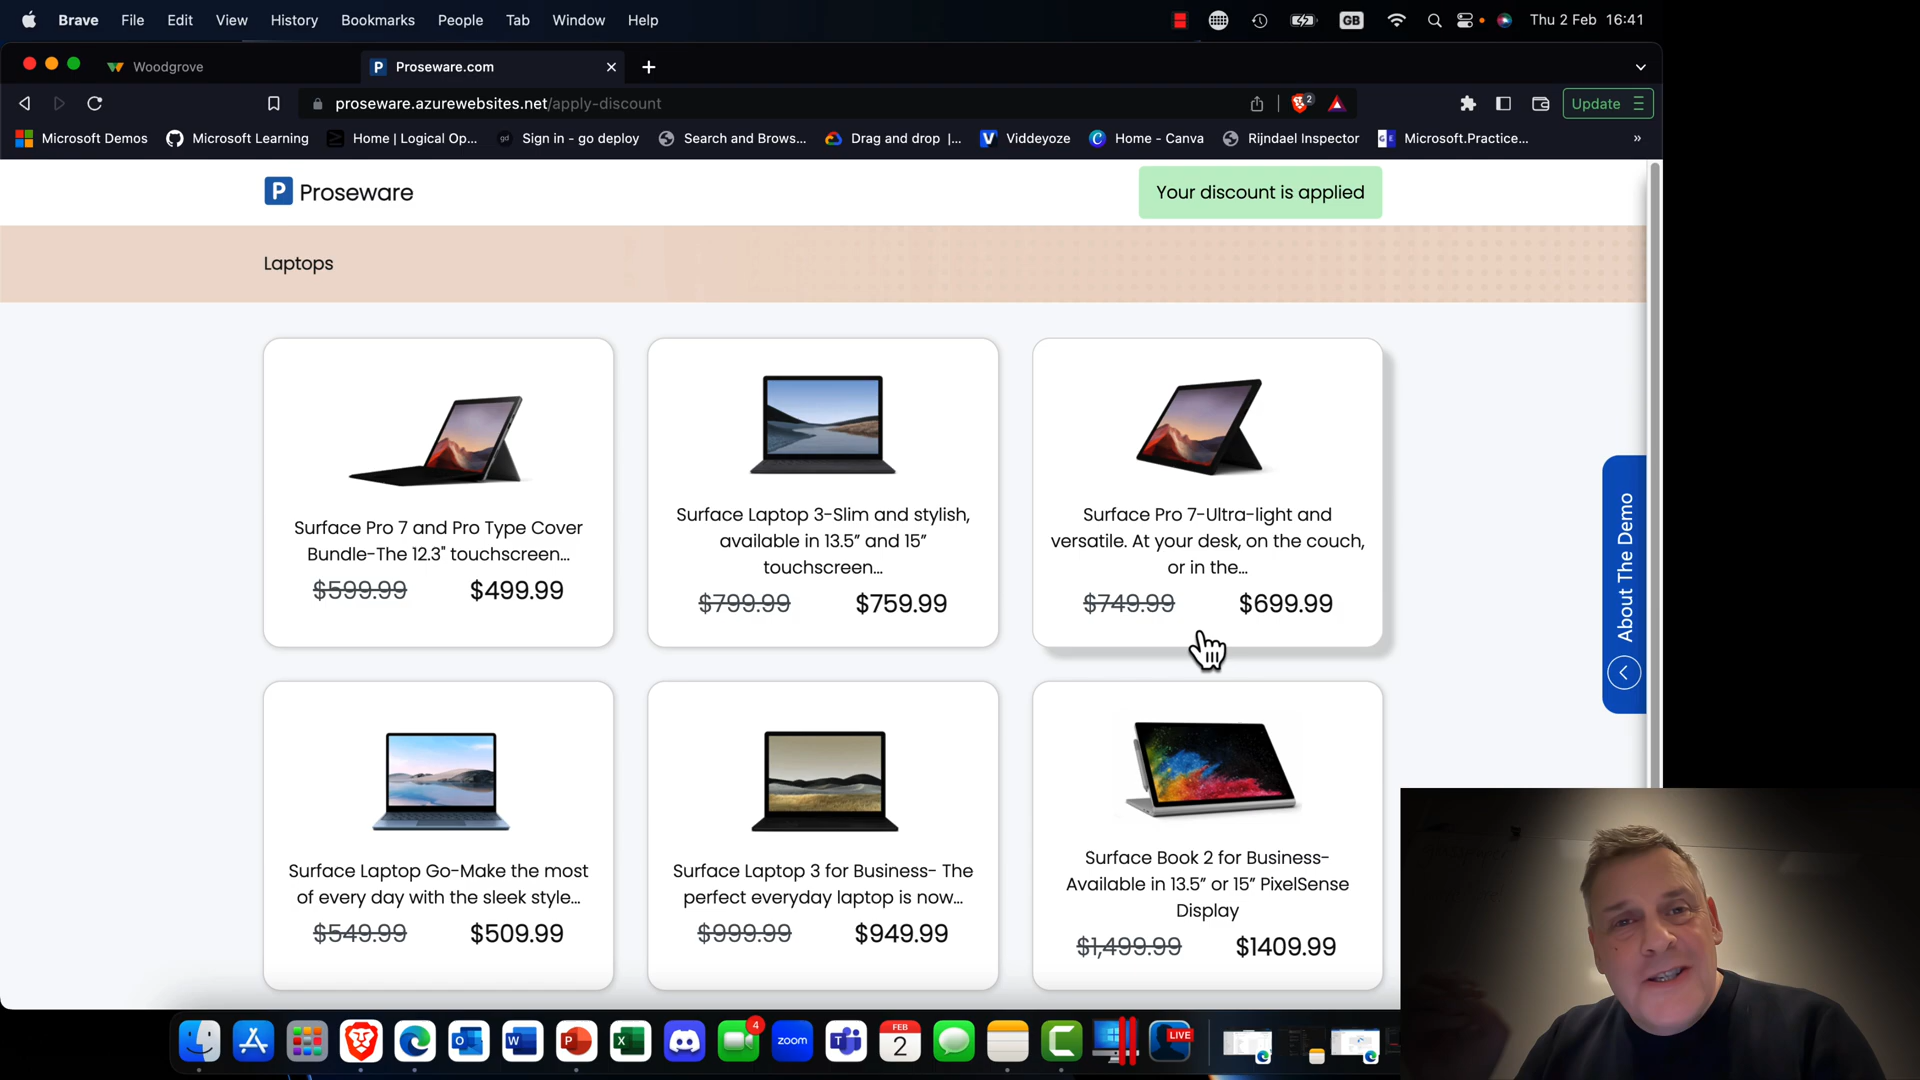 Brave File Edit View History Bookmarks People Tab Window Help GB Thu 2 Feb 16:41
Woodgrove P Proseware.com
proseware.azurewebsites.net/apply-discount 2 Update
Microsoft Demos Microsoft Learning Home | Logical Op... gd Sign in - go deploy Search and Brows... Drag and drop |... V Viddeyoze C Home - Canva Rijndael Inspector Microsoft.Practice... »
P Proseware
Your discount is applied
Laptops
Surface Pro 7 and Pro Type Cover
Bundle-The 12.3" touchscreen...
$599.99 $499.99
Surface Laptop 3-Slim and stylish,
available in 13.5” and 15”
touchscreen...
$799.99 $759.99
Surface Pro 7-Ultra-light and
versatile. At your desk, on the couch,
or in the...
$749.99 $699.99
About The Demo
Surface Laptop Go-Make the most
of every day with the sleek style...
$549.99 $509.99
Surface Laptop 3 for Business- The
perfect everyday laptop is now...
$999.99 $949.99
Surface Book 2 for Business-
Available in 13.5” or 15” PixelSense
Display
$1,499.99 $1409.99
O W P X 4 zoom T FEB 2 C LIVE